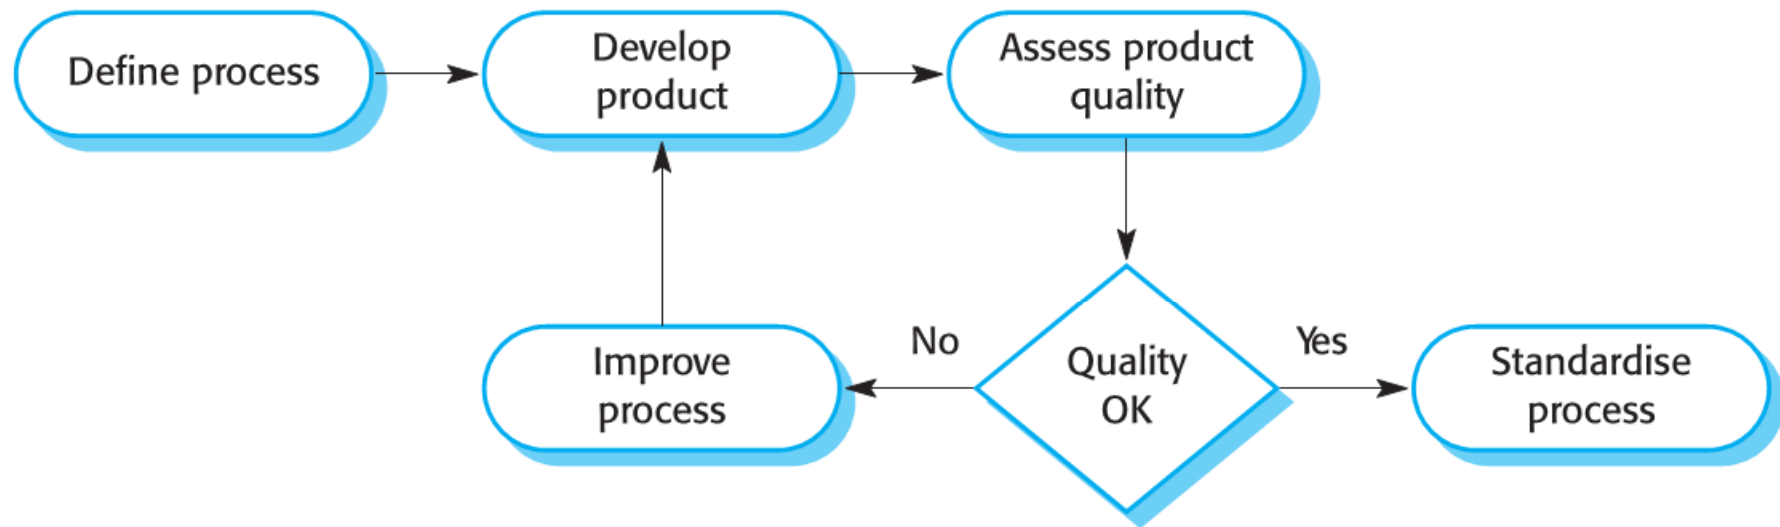 Define process
Develop
product
Assess product
quality
Improve
process
No
Quality
OK
Yes
Standardise
process